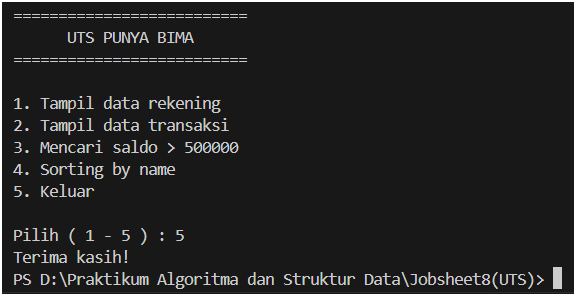 ==========================
UTS PUNYA BIMA
==========================
1. Tampil data rekening
2. Tampil data transaksi
3. Mencari saldo > 500000
4. Sorting by name
5. Keluar
Pilih ( 1 - 5 ) : 5
Terima kasih!
PS D:\Praktikum Algoritma dan Struktur Data\Jobsheet8(UTS)>